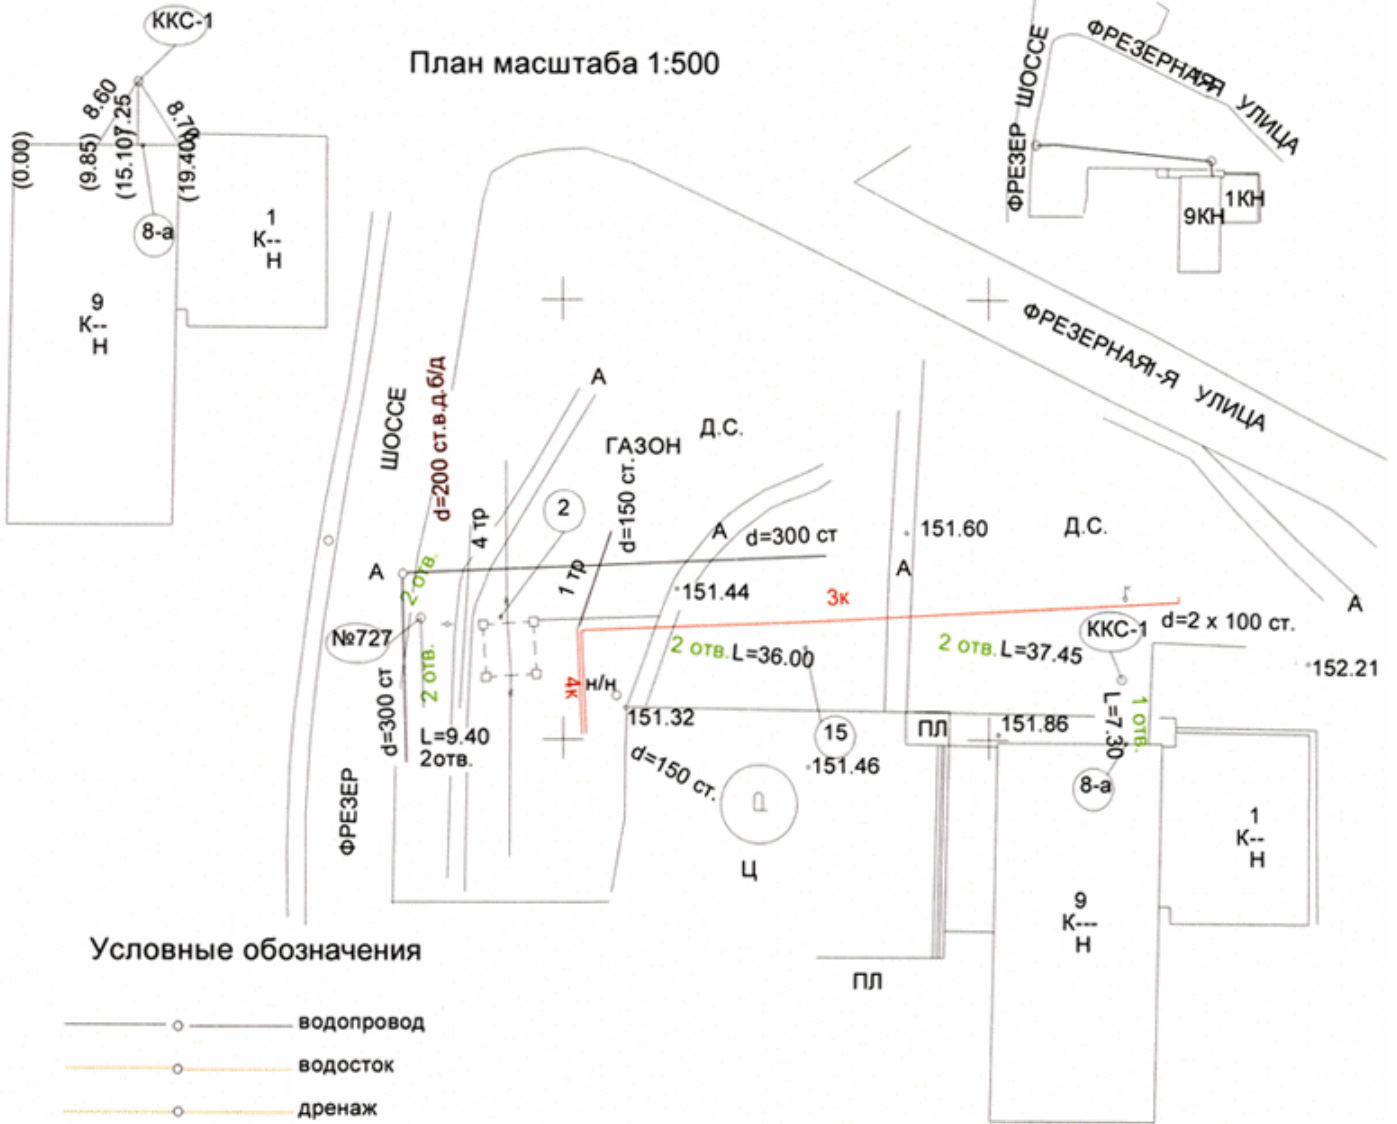 ККС-1
План масштаба 1:500
ФРЕЗЕРНАЯ
УЛИЦА
ШОССЕ
ФРЕЗЕР
1КН
9КН
8.60
7.25
8.70
(0.00)
(9.85)
(15.10)
(19.40)
8-а
1
К--
Н
9
К--
Н
ФРЕЗЕРНАЯ
1-Я
УЛИЦА
ШОССЕ
d=200 ст.в.д.б/д
А
ГАЗОН
Д.С.
d=150 ст.
4 тр
2
А
d=300 ст
151.60
Д.С.
А
2 отв.
1 тр
151.44
А
3к
А
№727
2 отв.
ККС-1
d=2 x 100 ст.
2 отв.
L=36.00
2 отв.
L=37.45
152.21
4к
н/н
d=300 ст
L=9.40
2отв.
151.32
15
ПЛ
151.86
L=7.30
1 отв.
d=150 ст.
151.46
8-а
ФРЕЗЕР
Ц
1
К--
Н
9
К---
Н
ПЛ
Условные обозначения
водопровод
водосток
дренаж